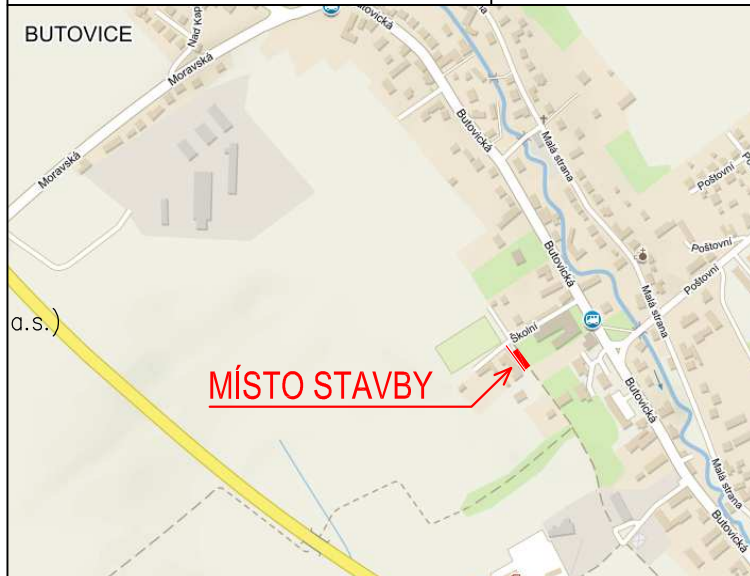 BUTOVICE
Nad Kap
Moravská
Butovická
Malá strana
Moravská
Poštovní
Butovická
Poštovní
Poštovní
Malá strana
a.s.)
Školní
MÍSTO STAVBY
Butovická
Malá strana
Butovická